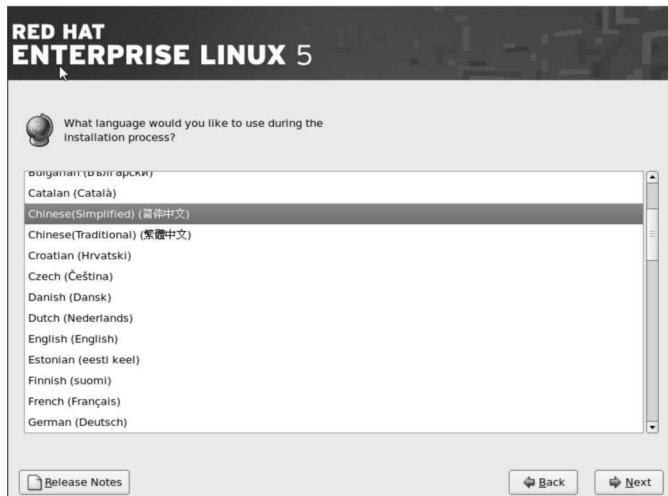 RED HAT
ENTERPRISE LINUX 5
What language would you like to use during the
installation process?
Bulgarian (Български)
Catalan (Català)
Chinese(Simplified) (简体中文)
Chinese(Traditional) (繁體中文)
Croatian (Hrvatski)
Czech (Čeština)
Danish (Dansk)
Dutch (Nederlands)
English (English)
Estonian (eesti keel)
Finnish (suomi)
French (Français)
German (Deutsch)
Release Notes
Back
Next